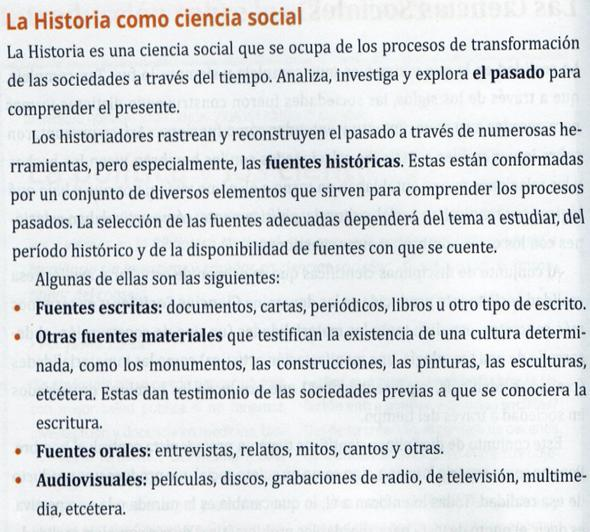 La Historia como ciencia social
La Historia es una ciencia social que se ocupa de los procesos de transformación
de las sociedades a través del tiempo. Analiza, investiga y explora el pasado para
comprender el presente.
Los historiadores rastrean y reconstruyen el pasado a través de numerosas he-
rramientas, pero especialmente, las fuentes históricas. Estas están conformadas
por un conjunto de diversos elementos que sirven para comprender los procesos
pasados. La selección de las fuentes adecuadas dependerá del tema a estudiar, del
período histórico y de la disponibilidad de fuentes con que se cuente.
Algunas de ellas son las siguientes:
• Fuentes escritas: documentos, cartas, periódicos, libros u otro tipo de escrito.
• Otras fuentes materiales que testifican la existencia de una cultura determi-
nada, como los monumentos, las construcciones, las pinturas, las esculturas,
etcétera. Estas dan testimonio de las sociedades previas a que se conociera la
escritura.
• Fuentes orales: entrevistas, relatos, mitos, cantos y otras.
• Audiovisuales: películas, discos, grabaciones de radio, de televisión, multime-
dia, etcétera.